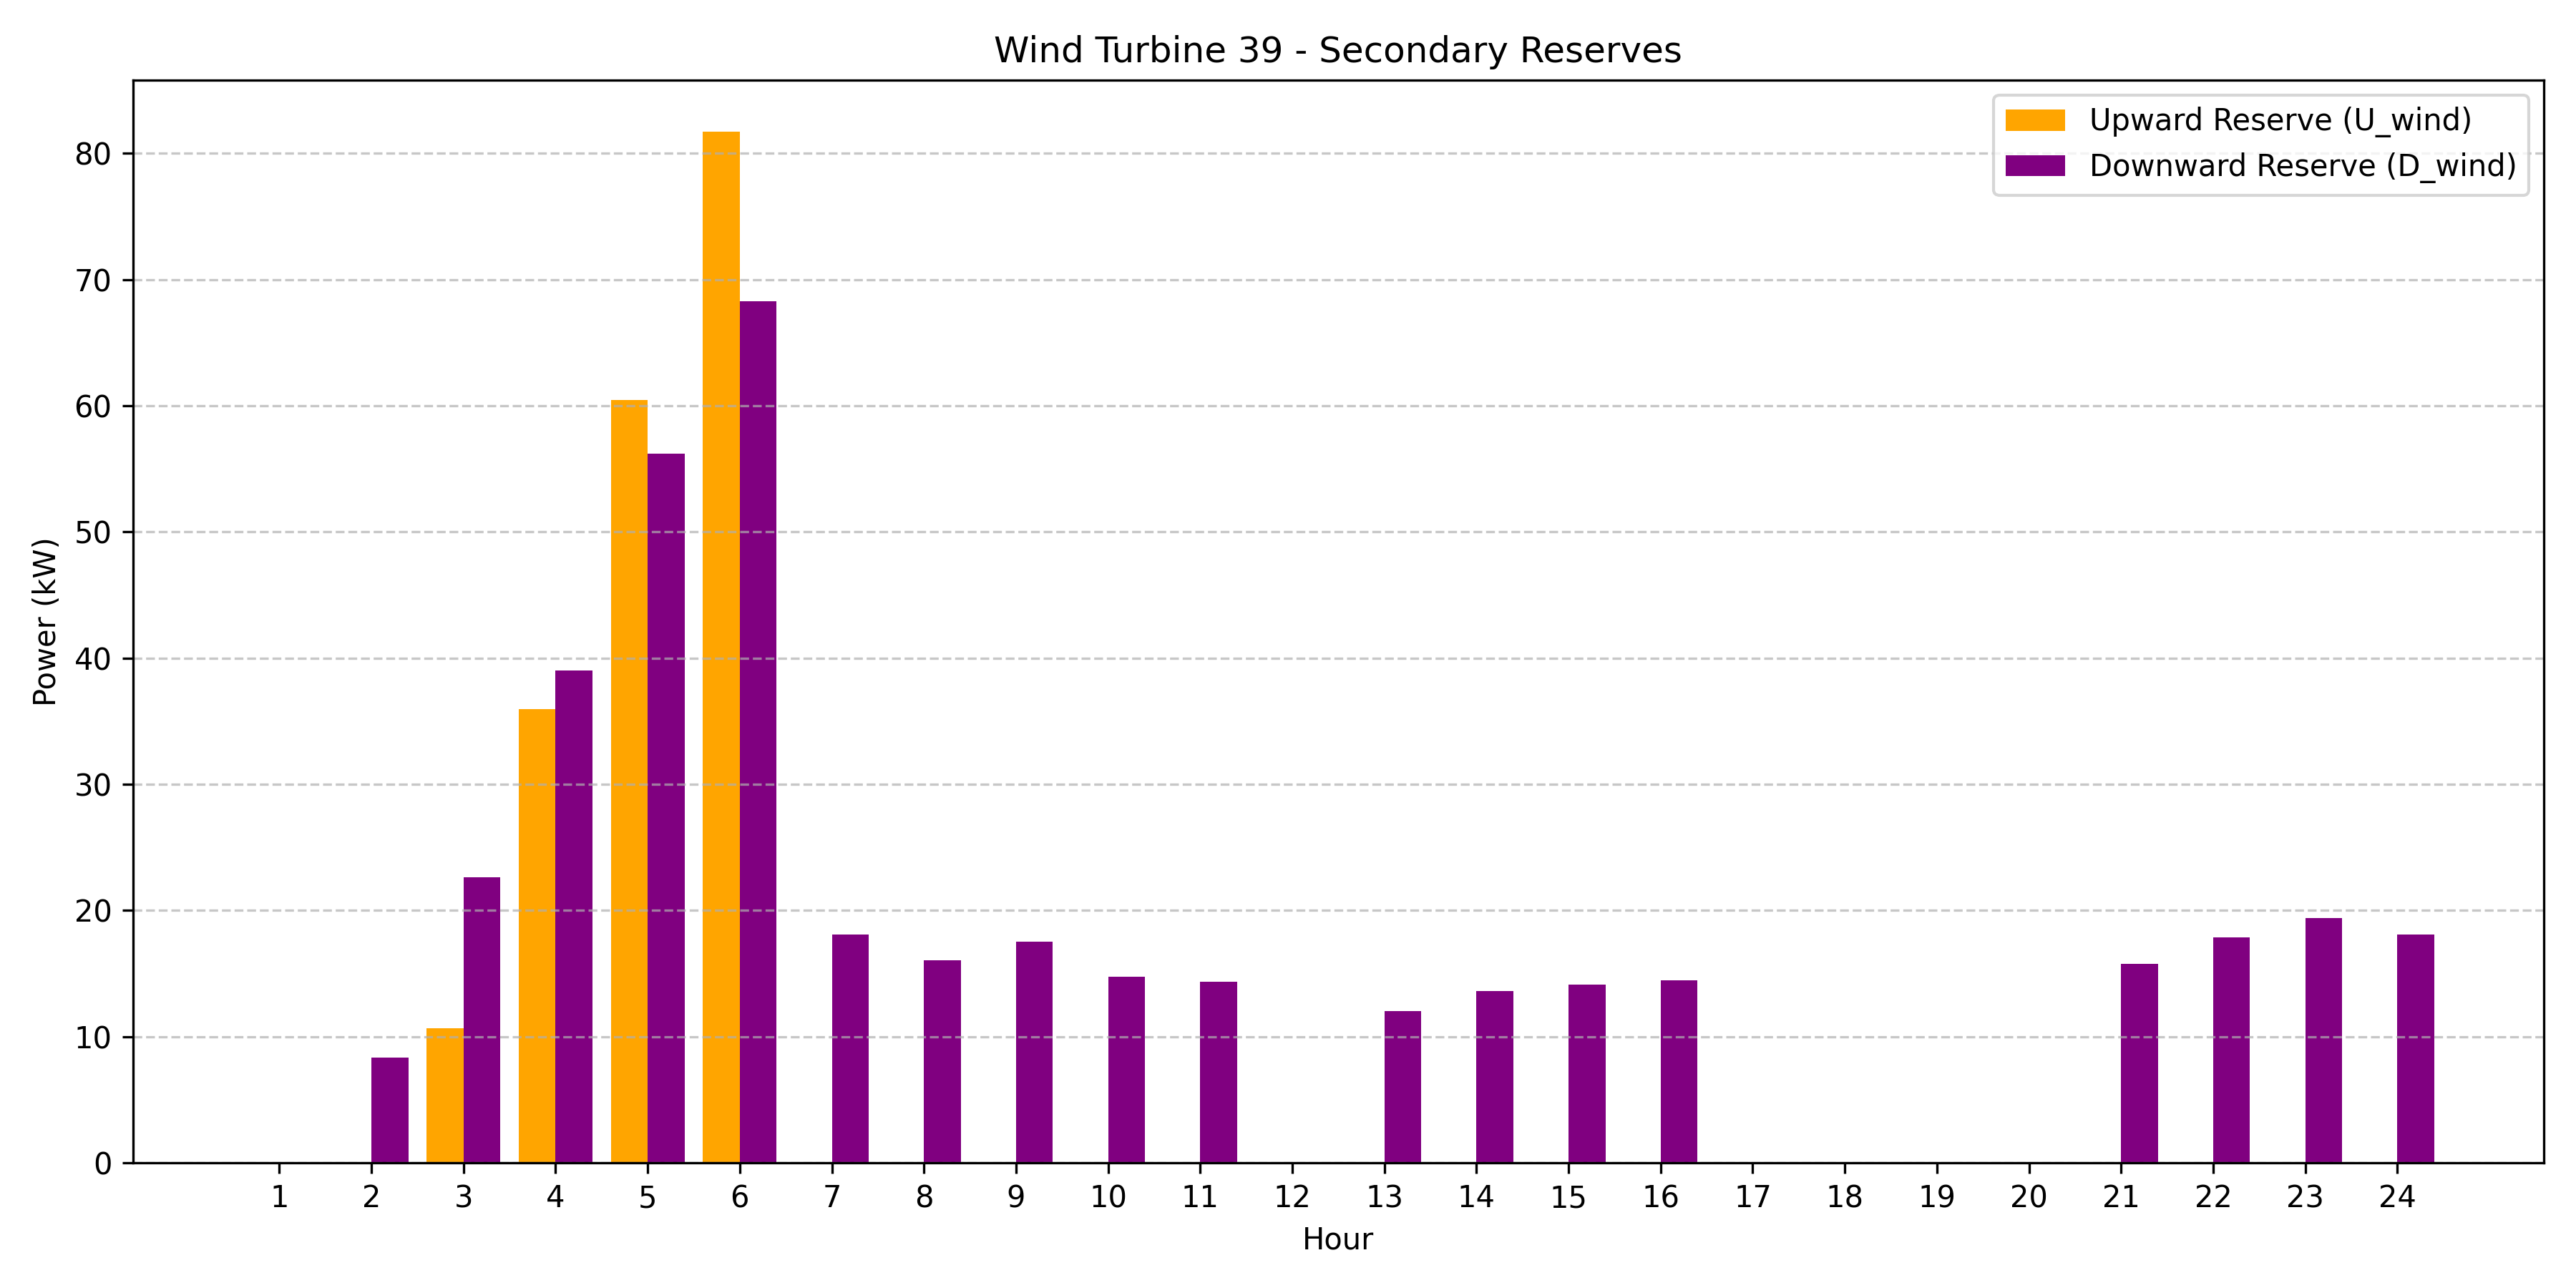 Wind Turbine 39 - Secondary Reserves
Upward Reserve (U_wind)
Downward Reserve (D_wind)
Power (kW)
80
70
60
50
40
30
20
10
0
1 2 3 4 5 6 7 8 9 10 11 12 13 14 15 16 17 18 19 20 21 22 23 24
Hour